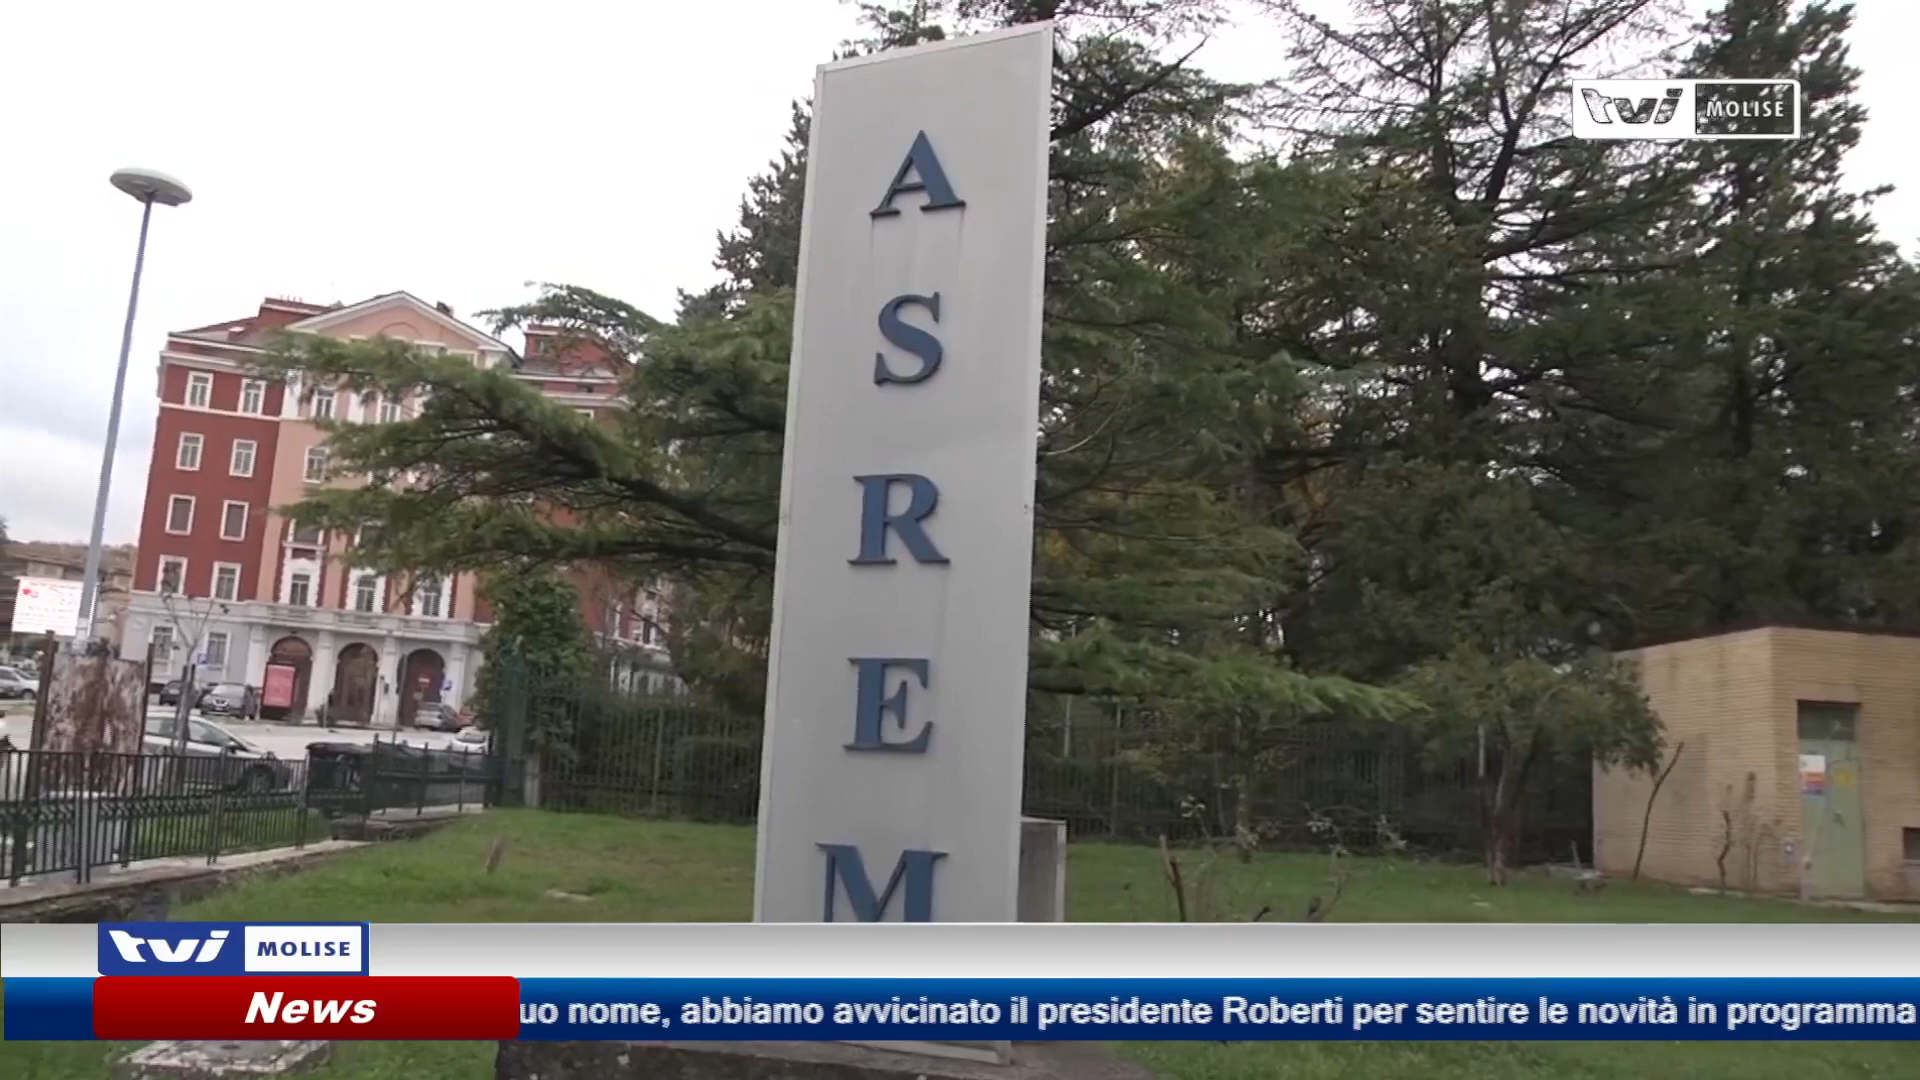 tvi MOLISE
A
S
R
E
M
tvi MOLISE
News
uo nome, abbiamo avvicinato il presidente Roberti per sentire le novità in programma